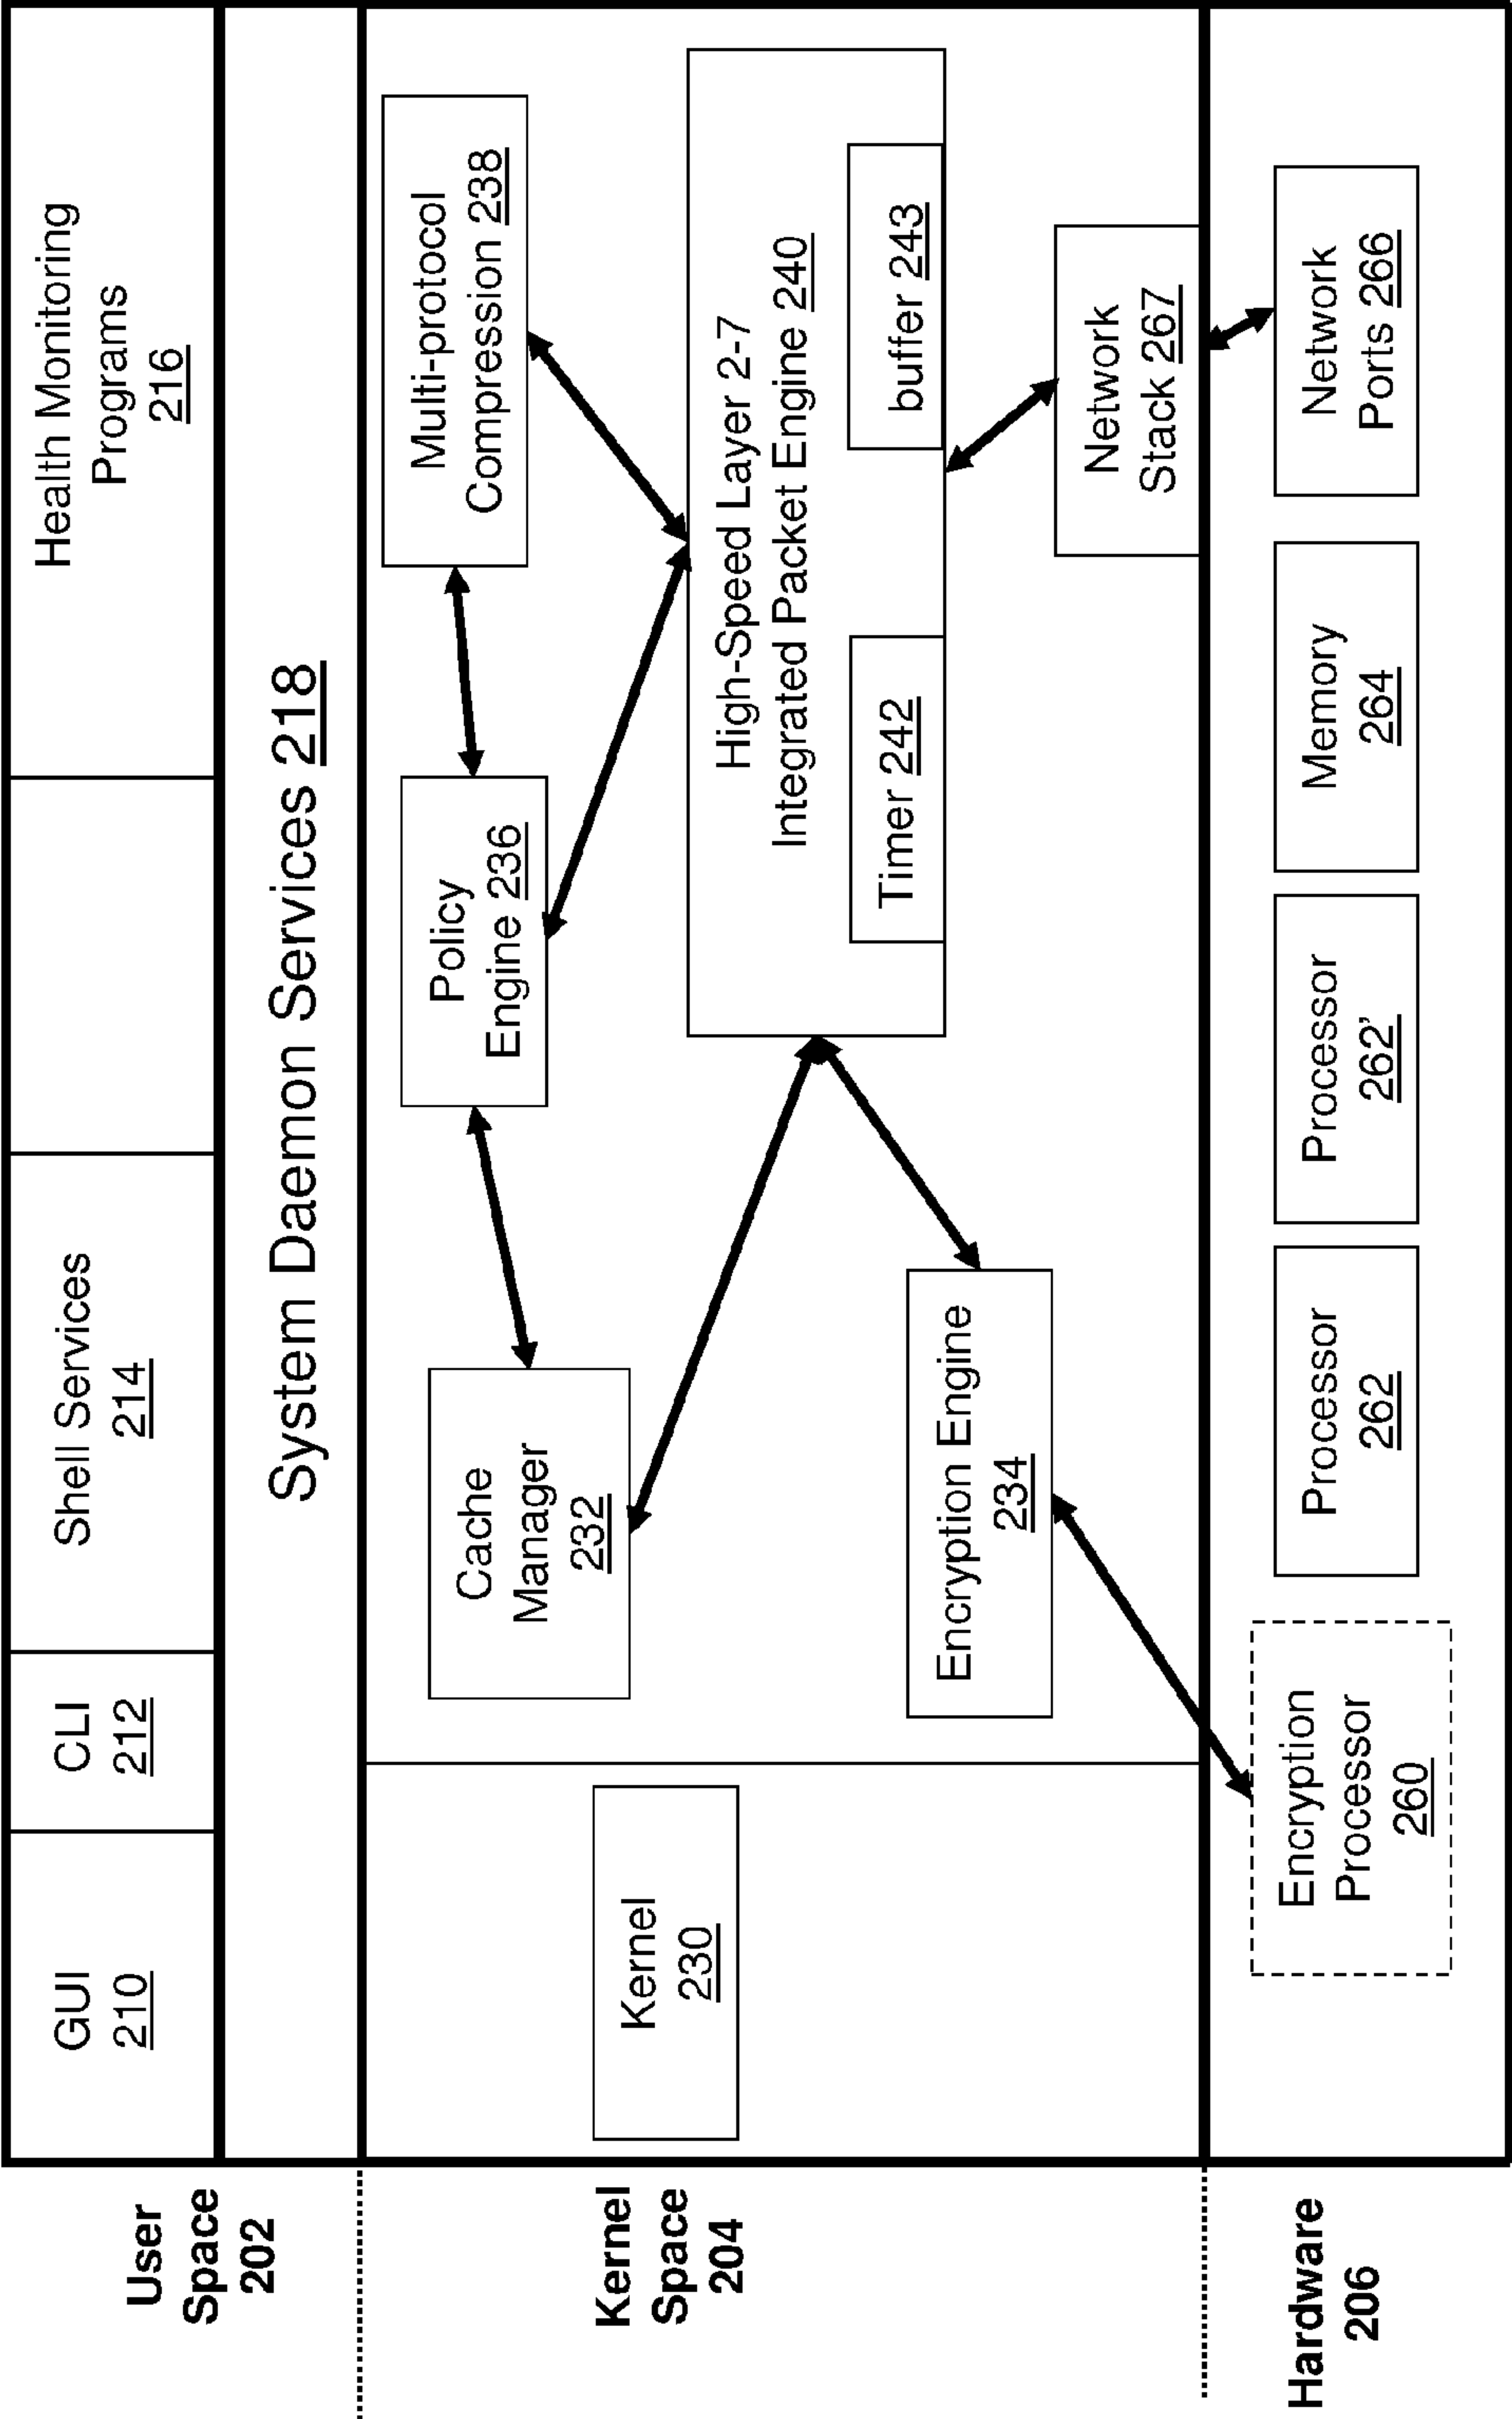 User
Space
202
GUI
210
CLI
212
Shell Services
214
Health Monitoring
Programs
216
System Daemon Services 218
Kernel
Space
204
Kernel
230
Cache
Manager
232
Policy
Engine 236
Multi-protocol
Compression 238
High-Speed Layer 2-7
Integrated Packet Engine 240
Timer 242
buffer 243
Encryption Engine
234
Network
Stack 267
Hardware
206
Encryption
Processor
260
Processor
262
Processor
262'
Memory
264
Network
Ports 266